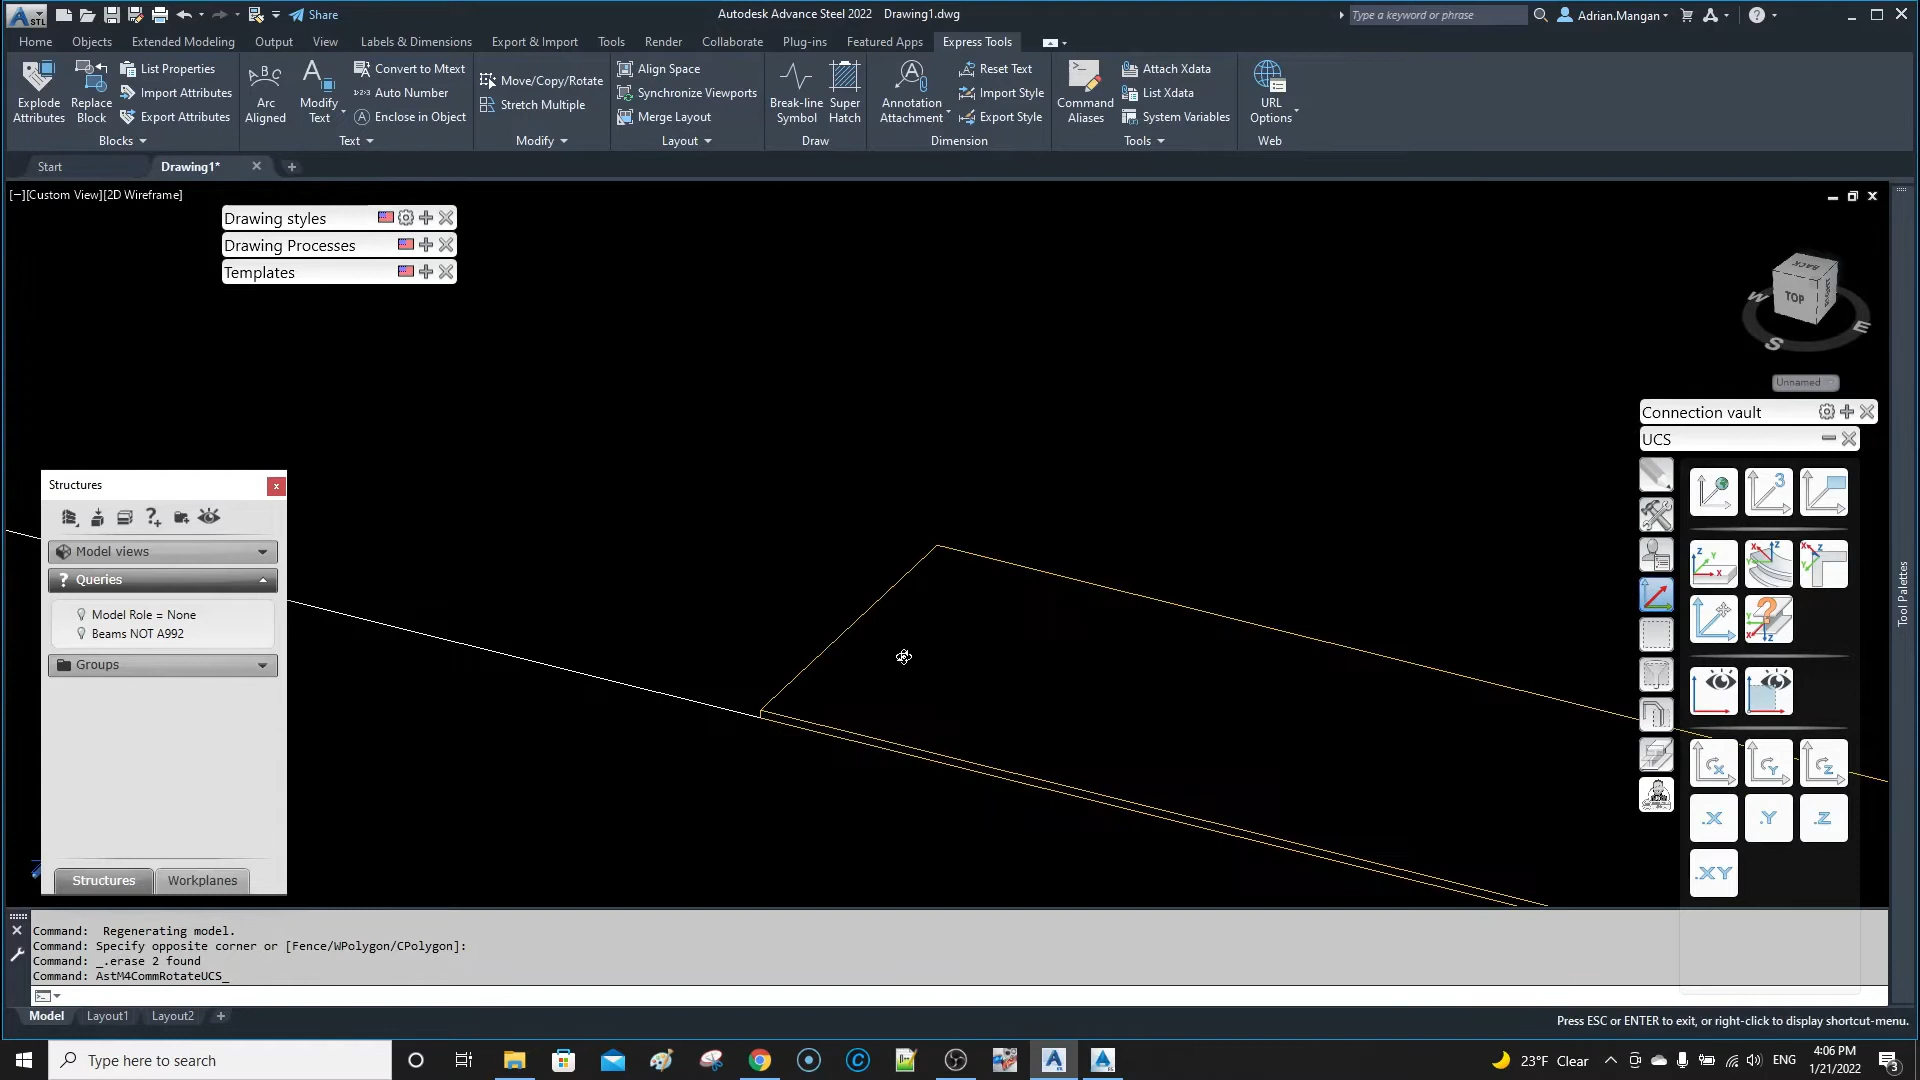 STL
Share
Autodesk Advance Steel 2022 Drawing1.dwg
Type a keyword or phrase
Adrian.Mangan
Home
Objects
Extended Modeling
Output
View
Labels & Dimensions
Export & Import
Tools
Render
Collaborate
Plug-ins
Featured Apps
Express Tools
Explode Attributes
Replace Block
List Properties
Import Attributes
Export Attributes
Blocks
Arc Aligned
Modify Text
Convert to Mtext
Auto Number
Enclose in Object
Text
Move/Copy/Rotate
Stretch Multiple
Modify
Align Space
Synchronize Viewports
Merge Layout
Layout
Break-line Symbol
Super Hatch
Draw
Annotation Attachment
Reset Text
Import Style
Export Style
Dimension
Command Aliases
Attach Xdata
List Xdata
System Variables
Tools
URL Options
Web
Start
Drawing1*
[−][Custom View][2D Wireframe]
Drawing styles
Drawing Processes
Templates
BACK
TOP
W
E
S
Unnamed
Connection vault
UCS
Tool Palettes
3
.X
.Y
.Z
.XY
Structures
Model views
Queries
Model Role = None
Beams NOT A992
Groups
Structures
Workplanes
Command:  Regenerating model.
Command: Specify opposite corner or [Fence/WPolygon/CPolygon]:
Command: _.erase 2 found
Command: AstM4CommRotateUCS_
Model
Layout1
Layout2
Press ESC or ENTER to exit, or right-click to display shortcut-menu.
Type here to search
23°F Clear
ENG
4:06 PM
1/21/2022
3